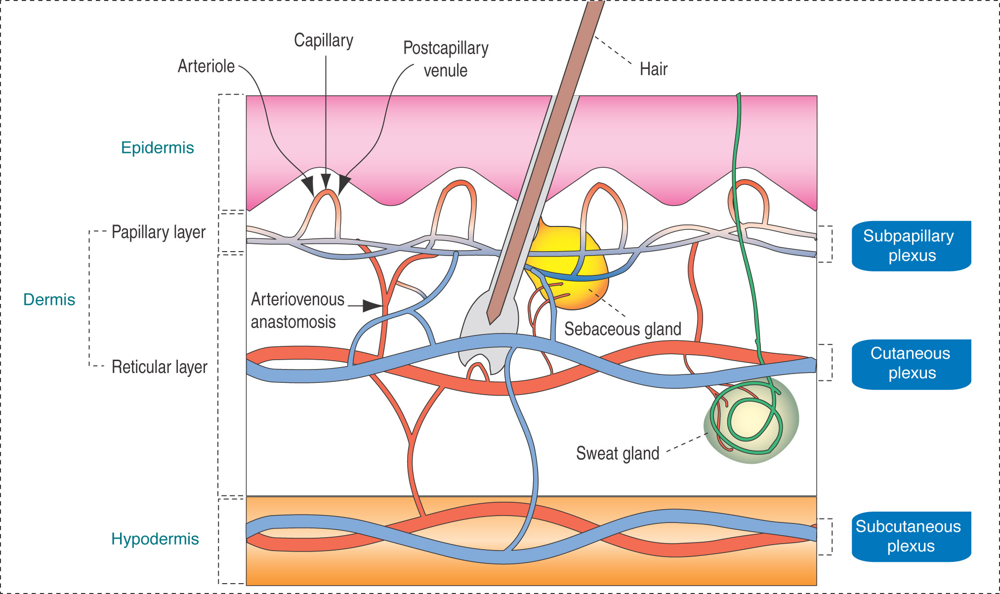 Capillary
Postcapillary
venule
Arteriole
Hair
Epidermis
Papillary layer
Subpapillary
plexus
Dermis
Arteriovenous
anastomosis
Sebaceous gland
Reticular layer
Cutaneous
plexus
Sweat gland
Hypodermis
Subcutaneous
plexus